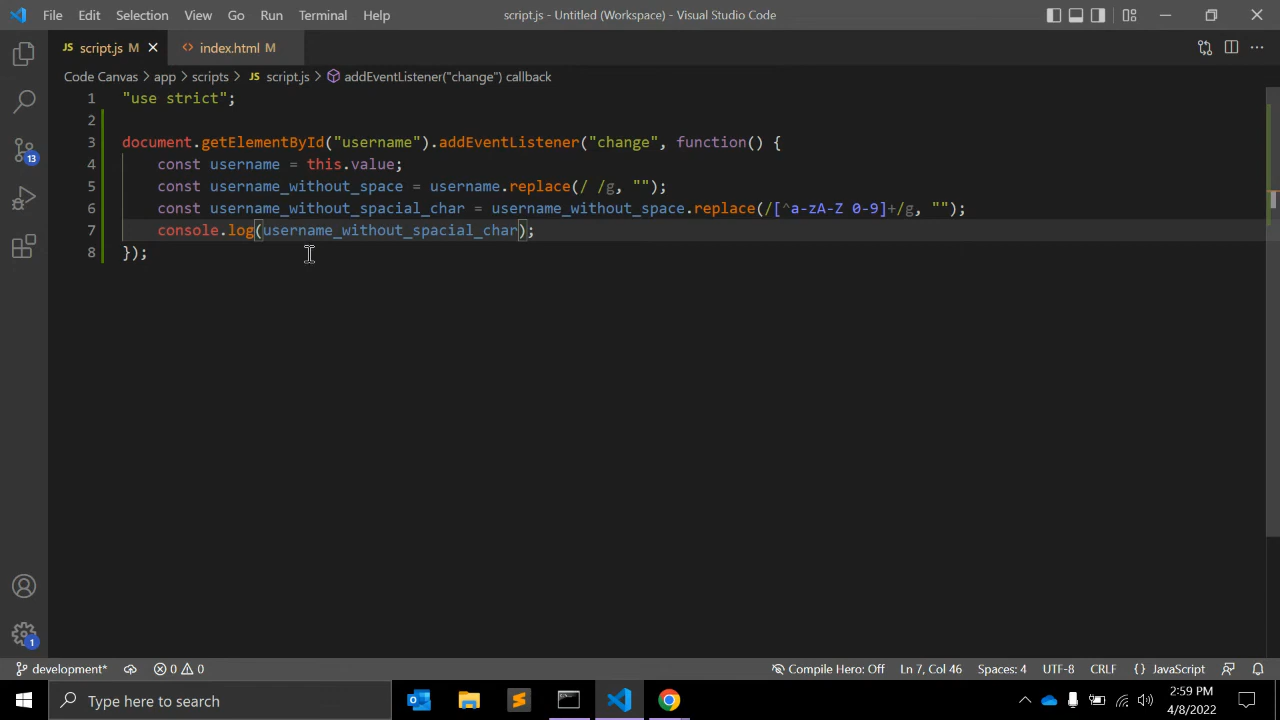 File Edit Selection View Go Run Terminal Help script.js - Untitled (Workspace) - Visual Studio Code
JS script.js M index.html M
Code Canvas > app > scripts > JS script.js > addEventListener("change") callback
1 "use strict";
2
3 document.getElementById("username").addEventListener("change", function() {
4 const username = this.value;
5 const username_without_space = username.replace(/ /g, "");
6 const username_without_spacial_char = username_without_space.replace(/[^a-zA-Z 0-9]+/g, "");
7 console.log(username_without_spacial_char);
8 });
13
1
development* 0 0 Compile Hero: Off Ln 7, Col 46 Spaces: 4 UTF-8 CRLF {} JavaScript
Type here to search
2:59 PM
4/8/2022